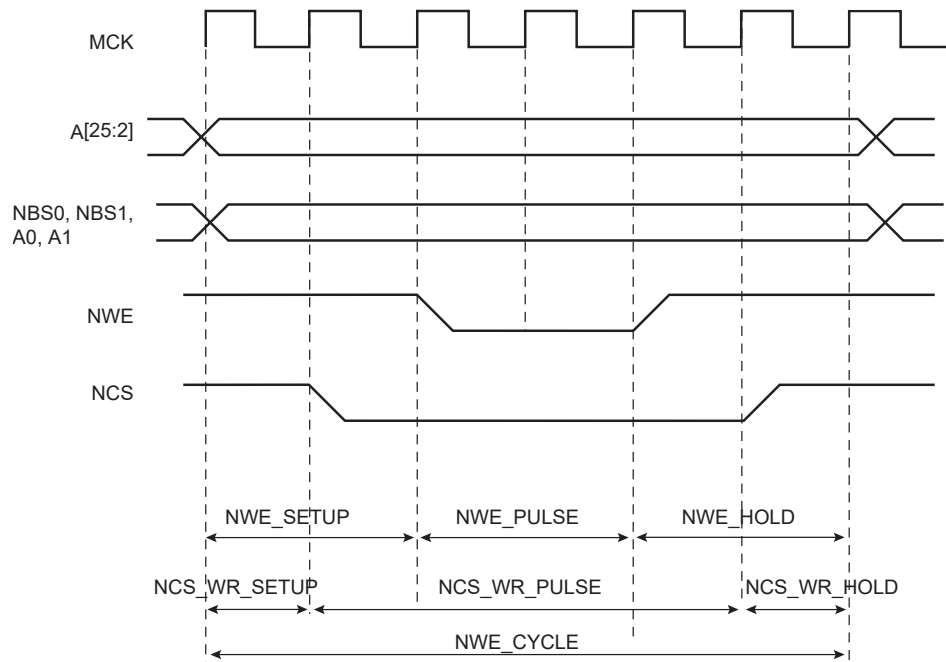 MCK
A[25:2]
NBS0, NBS1,
A0, A1
NWE
NCS
NWE_SETUP NWE_PULSE NWE_HOLD
NCS_WR_SETUP NCS_WR_PULSE NCS_WR_HOLD
NWE_CYCLE